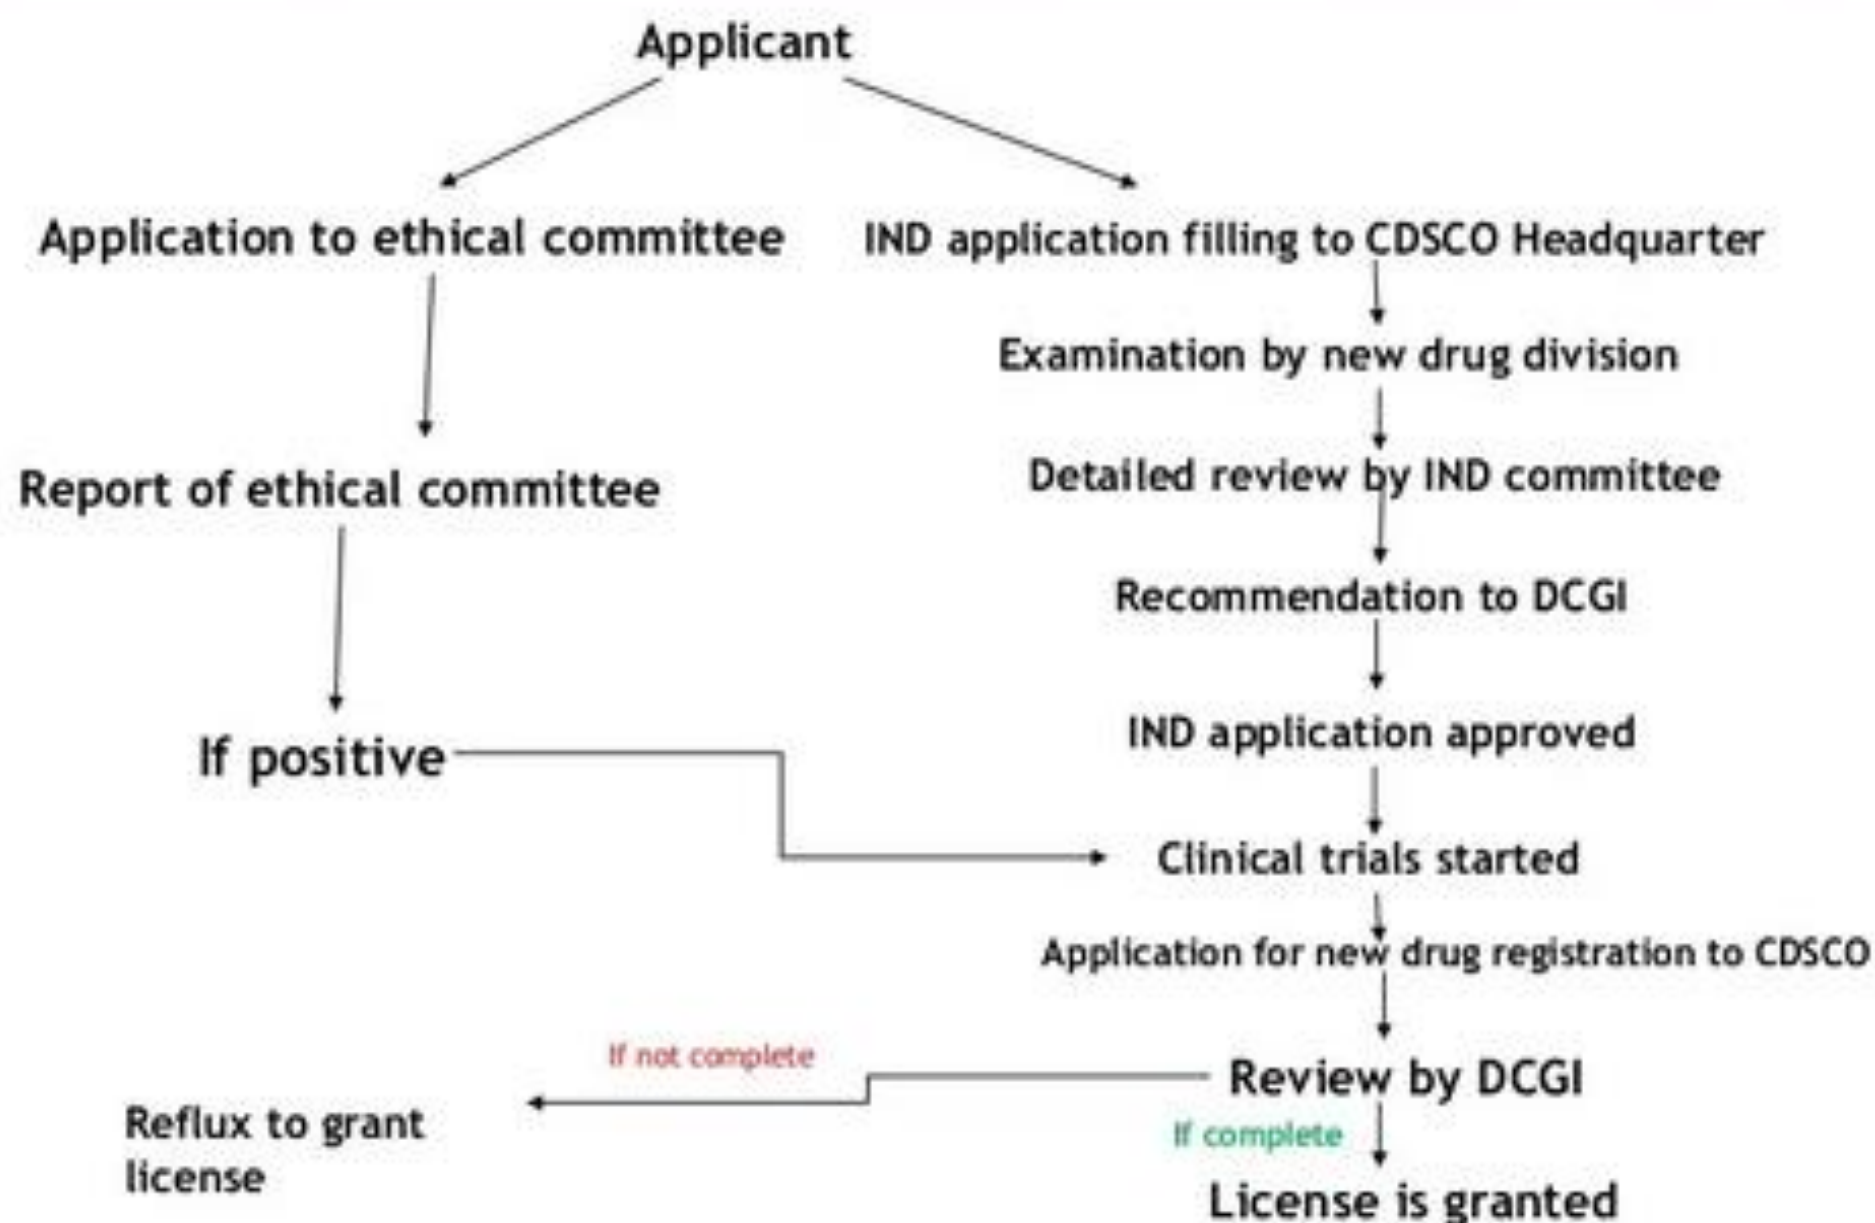 Applicant
Application to ethical committee
IND application filling to CDSCO Headquarter
Examination by new drug division
Detailed review by IND committee
Report of ethical committee
Recommendation to DCGI
IND application approved
If positive
Clinical trials started
Application for new drug registration to CDSCO
If not complete
Review by DCGI
Reflux to grant
license
If complete
License is granted